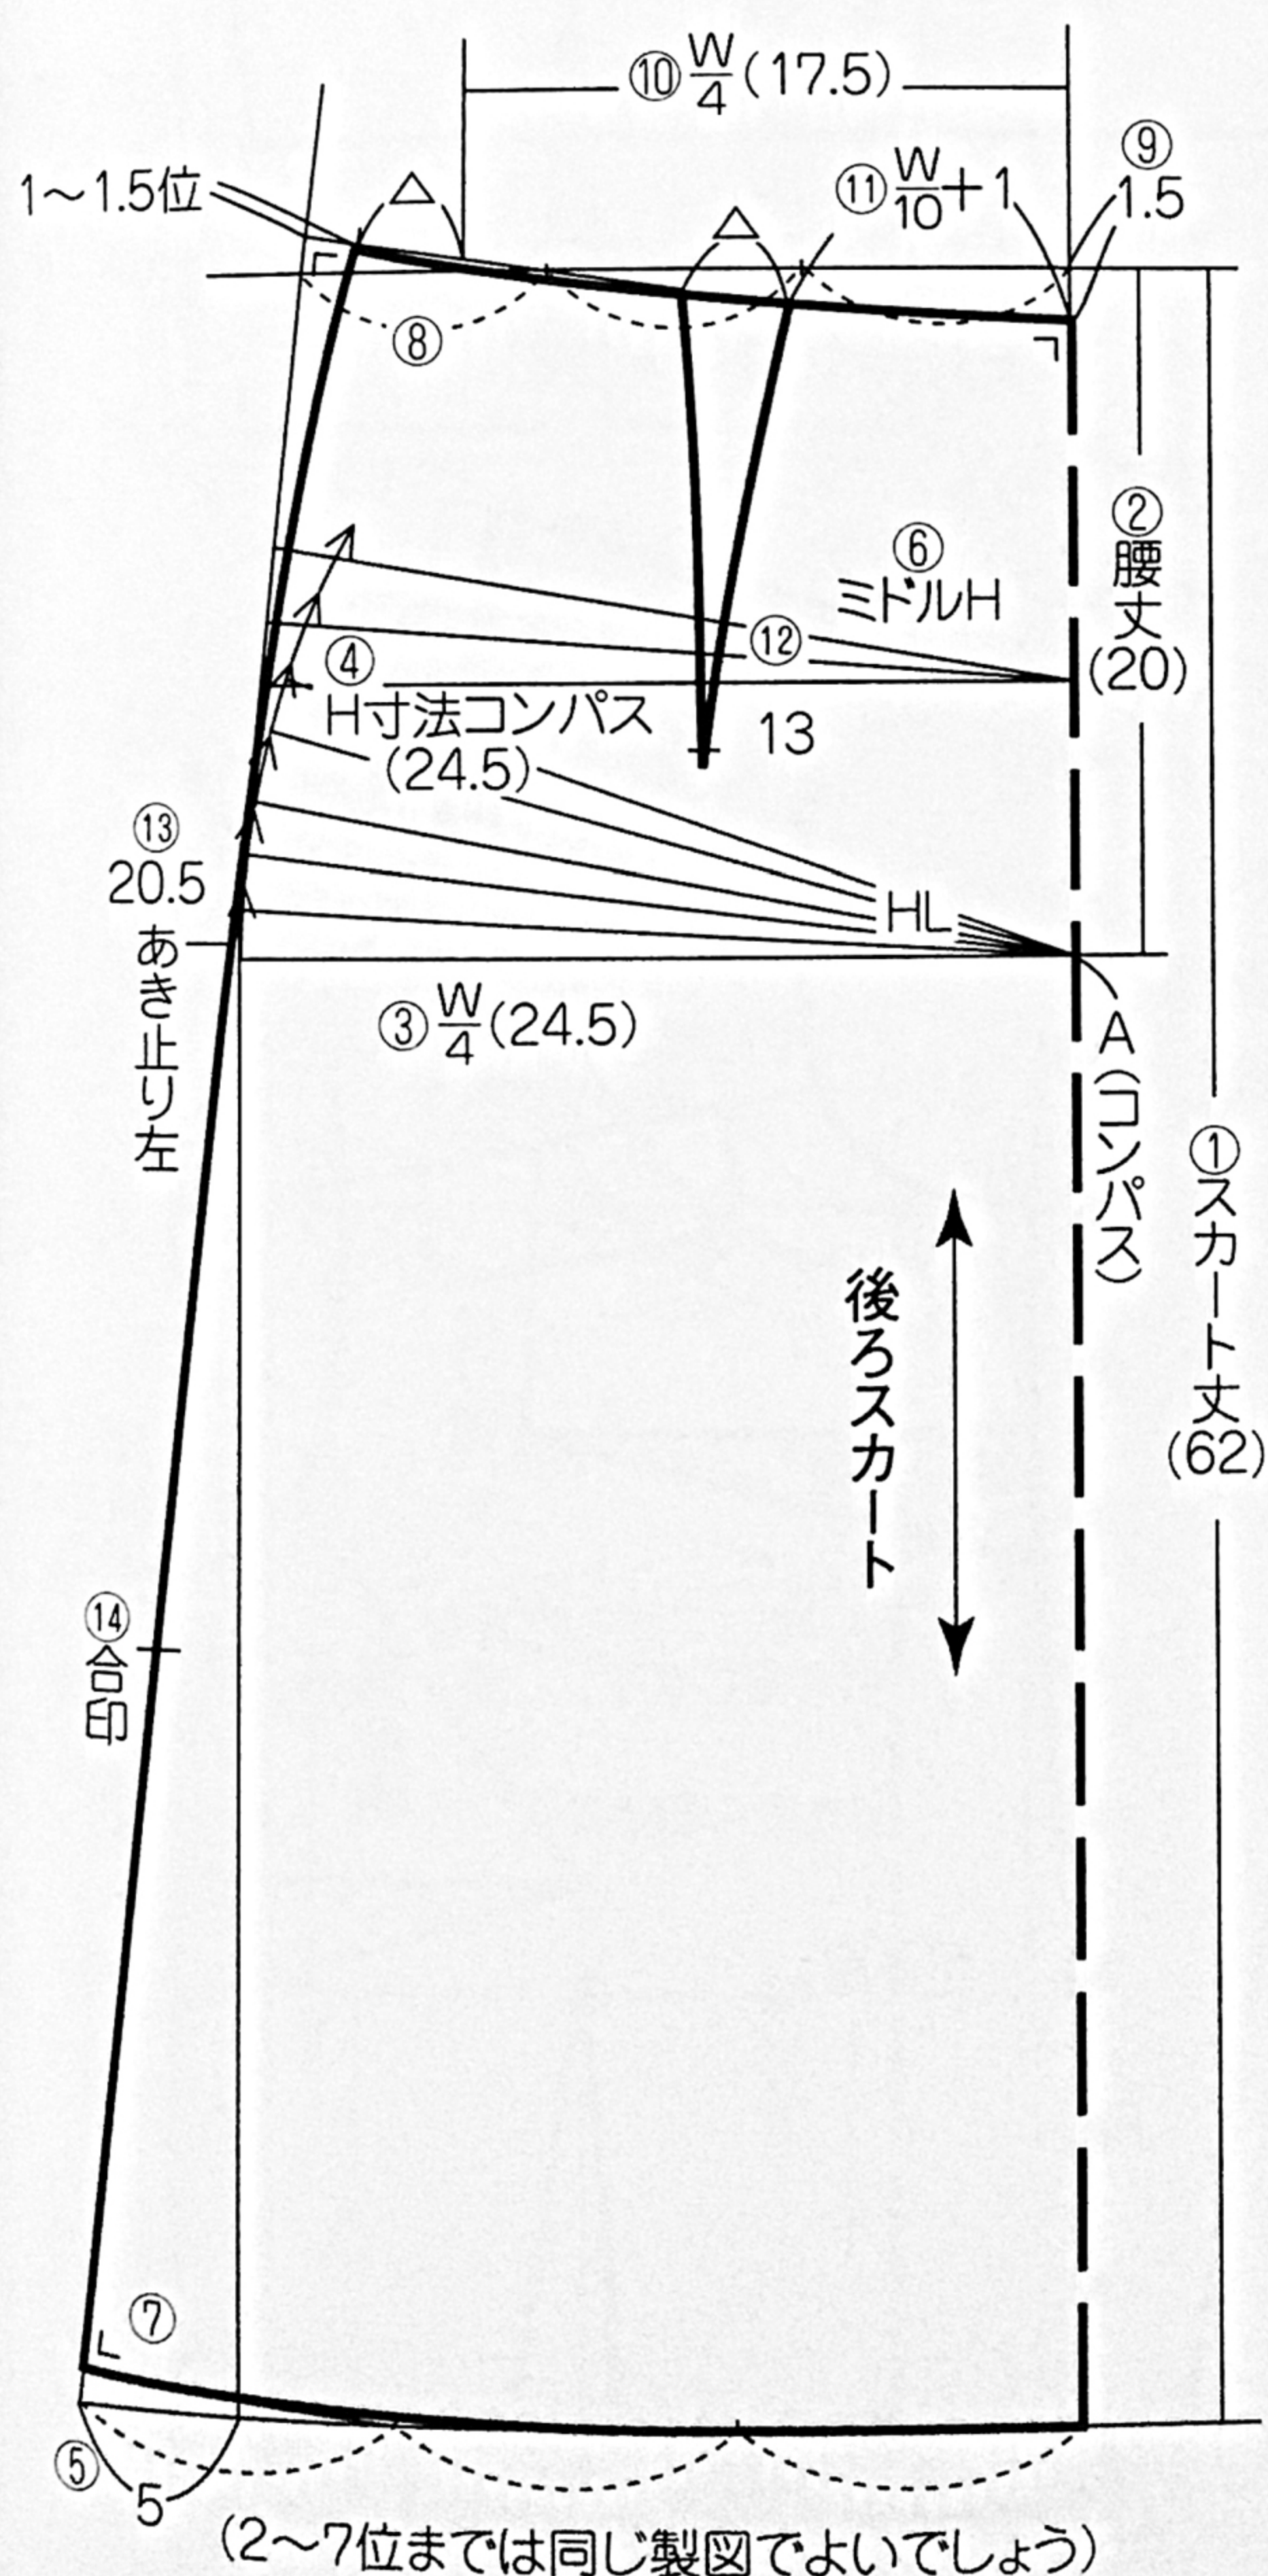 ⑩ W/4 (17.5)
1〜1.5位
△
△
⑪ W/10 +1
⑨
1.5
⑧
②腰丈
(20)
⑥
ミドルH
⑫
④
H寸法コンパス
(24.5)
13
⑬
20.5
あき止り左
HL
③ W/4 (24.5)
A(コンパス)
①スカート丈
(62)
後ろスカート
⑭
合印
⑦
⑤
5
(2〜7位までは同じ製図でよいでしょう)